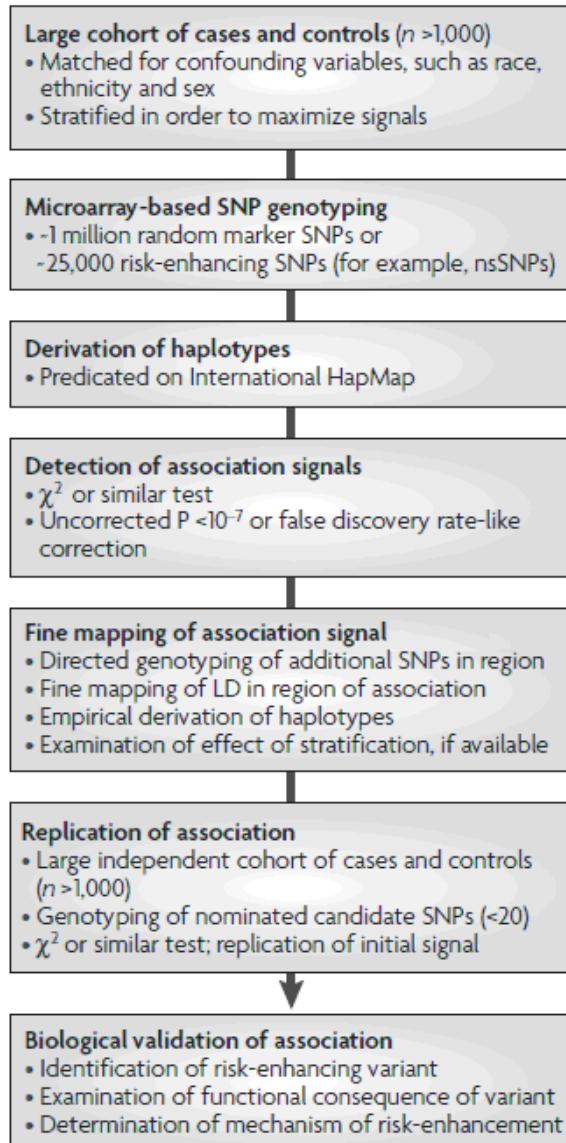 Large cohort of cases and controls (n >1,000)
• Matched for confounding variables, such as race,
ethnicity and sex
• Stratified in order to maximize signals
Microarray-based SNP genotyping
• ~1 million random marker SNPs or
~25,000 risk-enhancing SNPs (for example, nsSNPs)
Derivation of haplotypes
• Predicated on International HapMap
Detection of association signals
• χ² or similar test
• Uncorrected P <10⁻⁷ or false discovery rate-like
correction
Fine mapping of association signal
• Directed genotyping of additional SNPs in region
• Fine mapping of LD in region of association
• Empirical derivation of haplotypes
• Examination of effect of stratification, if available
Replication of association
• Large independent cohort of cases and controls
(n >1,000)
• Genotyping of nominated candidate SNPs (<20)
• χ² or similar test; replication of initial signal
Biological validation of association
• Identification of risk-enhancing variant
• Examination of functional consequence of variant
• Determination of mechanism of risk-enhancement